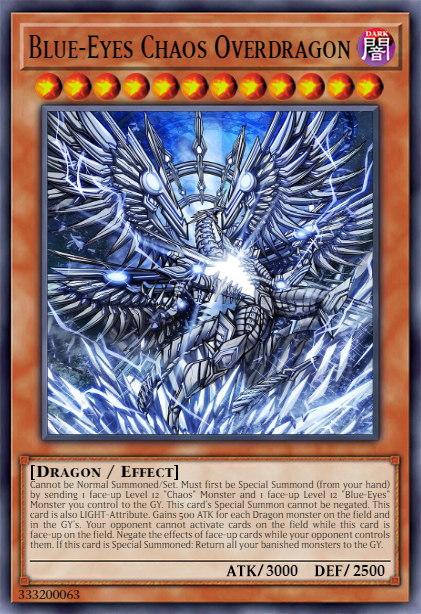 Blue-Eyes Chaos Overdragon
DARK
闇
[Dragon / Effect]
Cannot be Normal Summoned/Set. Must first be Special Summond (from your hand)
by sending 1 face-up Level 12 "Chaos" Monster and 1 face-up Level 12 "Blue-Eyes"
Monster you control to the GY. This card's Special Summon cannot be negated. This
card is also LIGHT-Attribute. Gains 500 ATK for each Dragon monster on the field and
in the GY's. Your opponent cannot activate cards on the field while this card is
face-up on the field. Negate the effects of face-up cards while your opponent controls
them. If this card is Special Summoned: Return all your banished monsters to the GY.
ATK/3000 DEF/2500
333200063